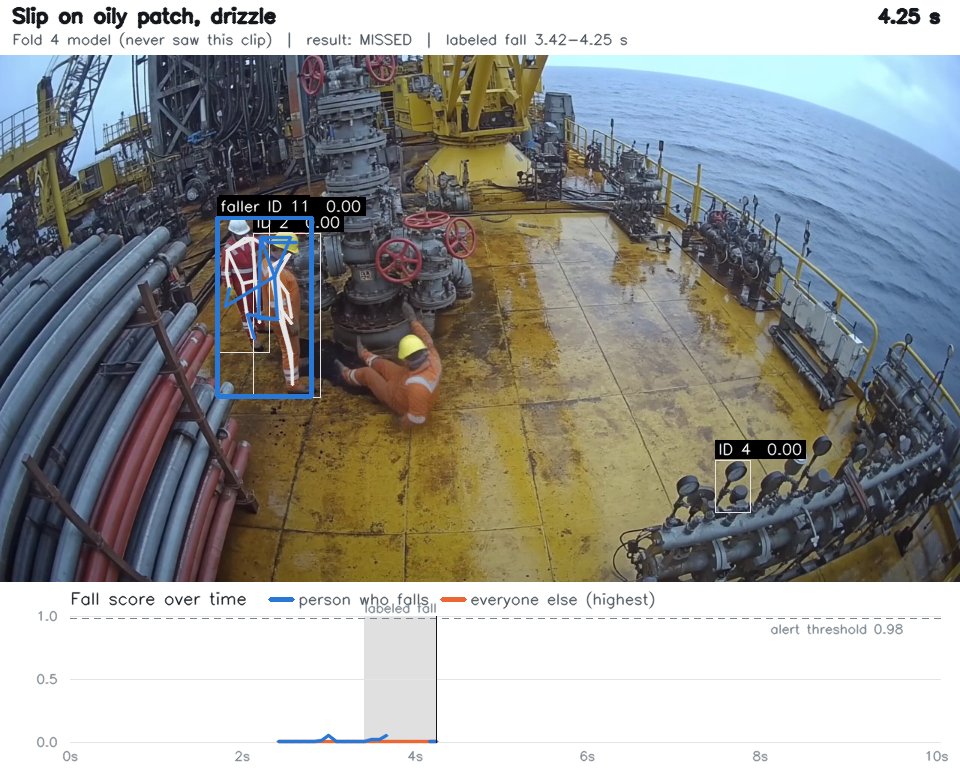 Slip on oily patch, drizzle
4.25 s
Fold 4 model (never saw this clip) | result: MISSED | labeled fall 3.42−4.25 s
faller ID 11 0.00
ID 2 0.00
ID 4 0.00
Fall score over time
person who falls
everyone else (highest)
labeled fall
1.0
alert threshold 0.98
0.5
0.0
0s 2s 4s 6s 8s 10s